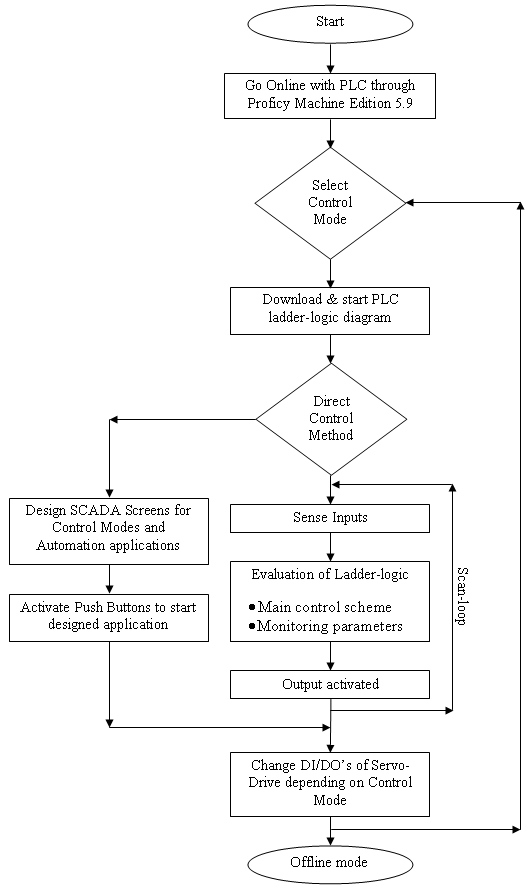 Start
Go Online with PLC through
Proficy Machine Edition 5.9
Select
Control
Mode
Download & start PLC
ladder-logic diagram
Direct
Control
Method
Design SCADA Screens for
Control Modes and
Automation applications
Activate Push Buttons to start
designed application
Sense Inputs
Evaluation of Ladder-logic
● Main control scheme
● Monitoring parameters
Output activated
Scan-loop
Change DI/DO's of Servo-
Drive depending on Control
Mode
Offline mode